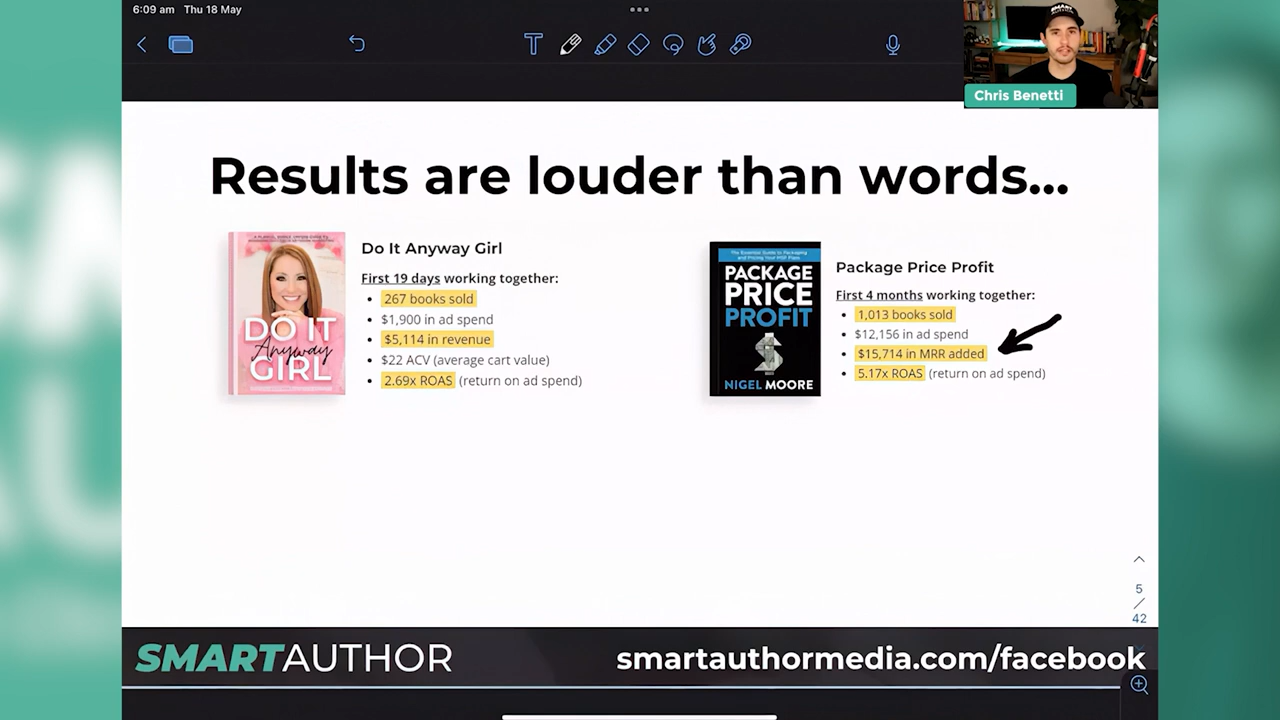 6:09 am Thu 18 May
SMART
AUTHOR
Chris Benetti
Results are louder than words...
DO IT
Anyway
GIRL
Do It Anyway Girl
First 19 days working together:
• 267 books sold
• $1,900 in ad spend
• $5,114 in revenue
• $22 ACV (average cart value)
• 2.69x ROAS (return on ad spend)
The Essential Guide to Packaging
and Pricing Your MSP Plans
PACKAGE
PRICE
PROFIT
NIGEL MOORE
Package Price Profit
First 4 months working together:
• 1,013 books sold
• $12,156 in ad spend
• $15,714 in MRR added
• 5.17x ROAS (return on ad spend)
5
/
42
SMARTAUTHOR
smartauthormedia.com/facebook